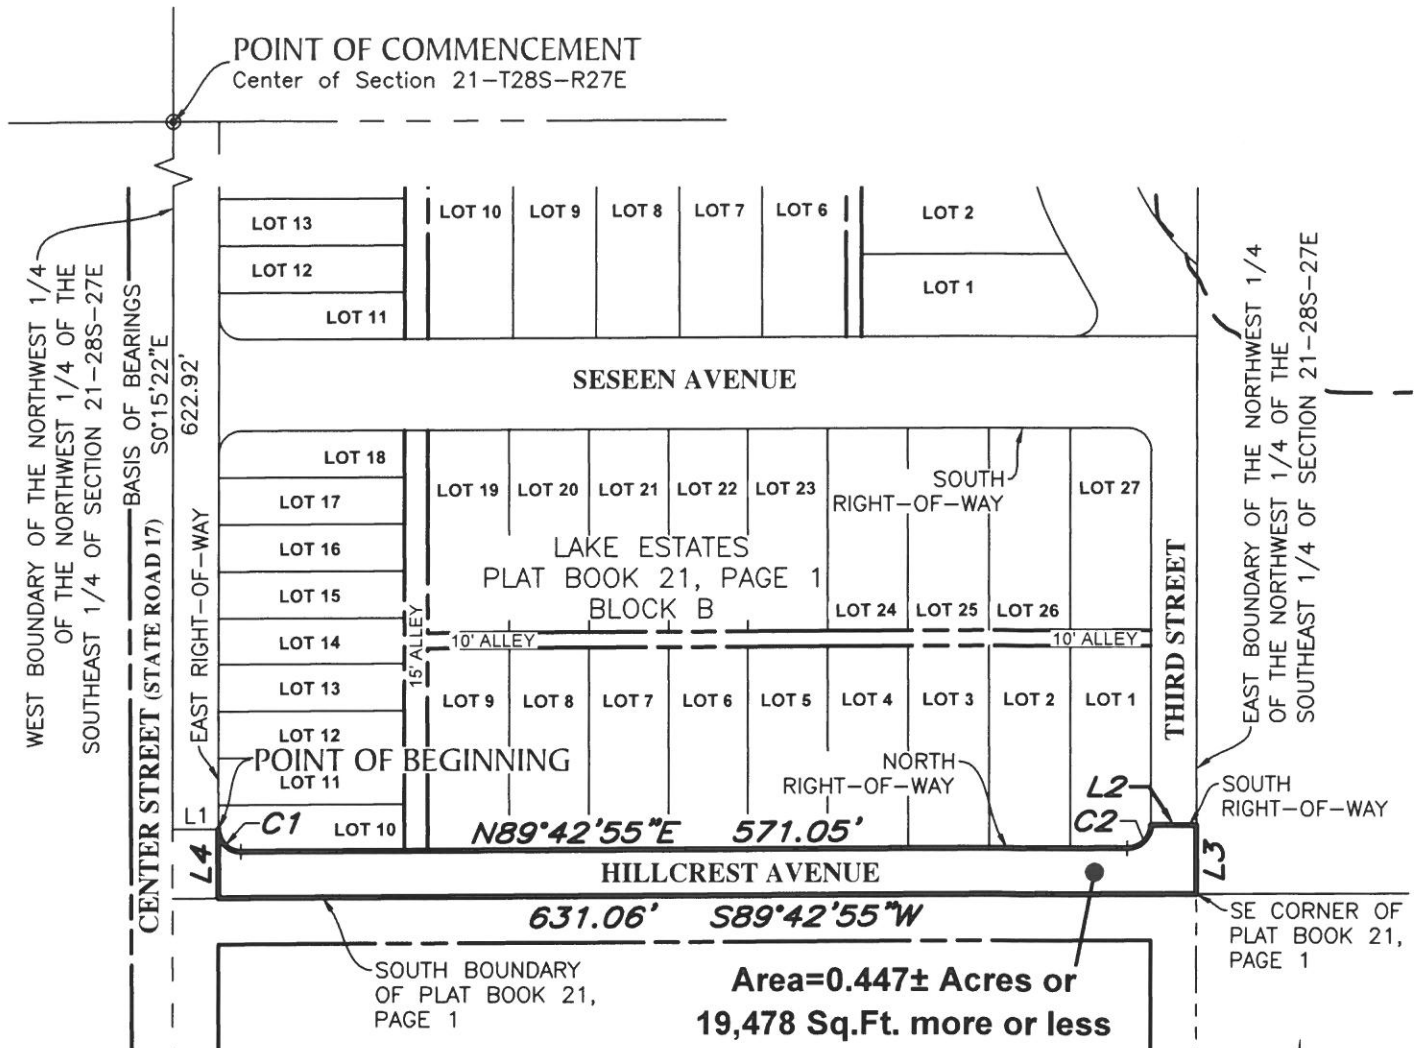 POINT OF COMMENCEMENT
Center of Section 21-T28S-R27E
WEST BOUNDARY OF THE NORTHWEST 1/4
OF THE NORTHWEST 1/4 OF THE
SOUTHEAST 1/4 OF SECTION 21-28S-27E
BASIS OF BEARINGS
S0°15'22"E
622.92'
CENTER STREET (STATE ROAD 17)
EAST RIGHT-OF-WAY
LOT 13
LOT 12
LOT 11
LOT 10
LOT 9
LOT 8
LOT 7
LOT 6
LOT 2
LOT 1
SESEEN AVENUE
LOT 18
LOT 17
LOT 16
LOT 15
LOT 14
LOT 13
LOT 12
LOT 11
LOT 10
15' ALLEY
LOT 19
LOT 20
LOT 21
LOT 22
LOT 23
SOUTH
RIGHT-OF-WAY
LOT 27
LAKE ESTATES
PLAT BOOK 21, PAGE 1
BLOCK B
LOT 24
LOT 25
LOT 26
10' ALLEY
10' ALLEY
LOT 9
LOT 8
LOT 7
LOT 6
LOT 5
LOT 4
LOT 3
LOT 2
LOT 1
THIRD STREET
EAST BOUNDARY OF THE NORTHWEST 1/4
OF THE NORTHWEST 1/4 OF THE
SOUTHEAST 1/4 OF SECTION 21-28S-27E
POINT OF BEGINNING
NORTH
RIGHT-OF-WAY
L2
SOUTH
RIGHT-OF-WAY
L1
C1
N89°42'55"E 571.05'
C2
L4
HILLCREST AVENUE
L3
631.06' S89°42'55"W
SE CORNER OF
PLAT BOOK 21,
PAGE 1
SOUTH BOUNDARY
OF PLAT BOOK 21,
PAGE 1
Area=0.447± Acres or
19,478 Sq.Ft. more or less